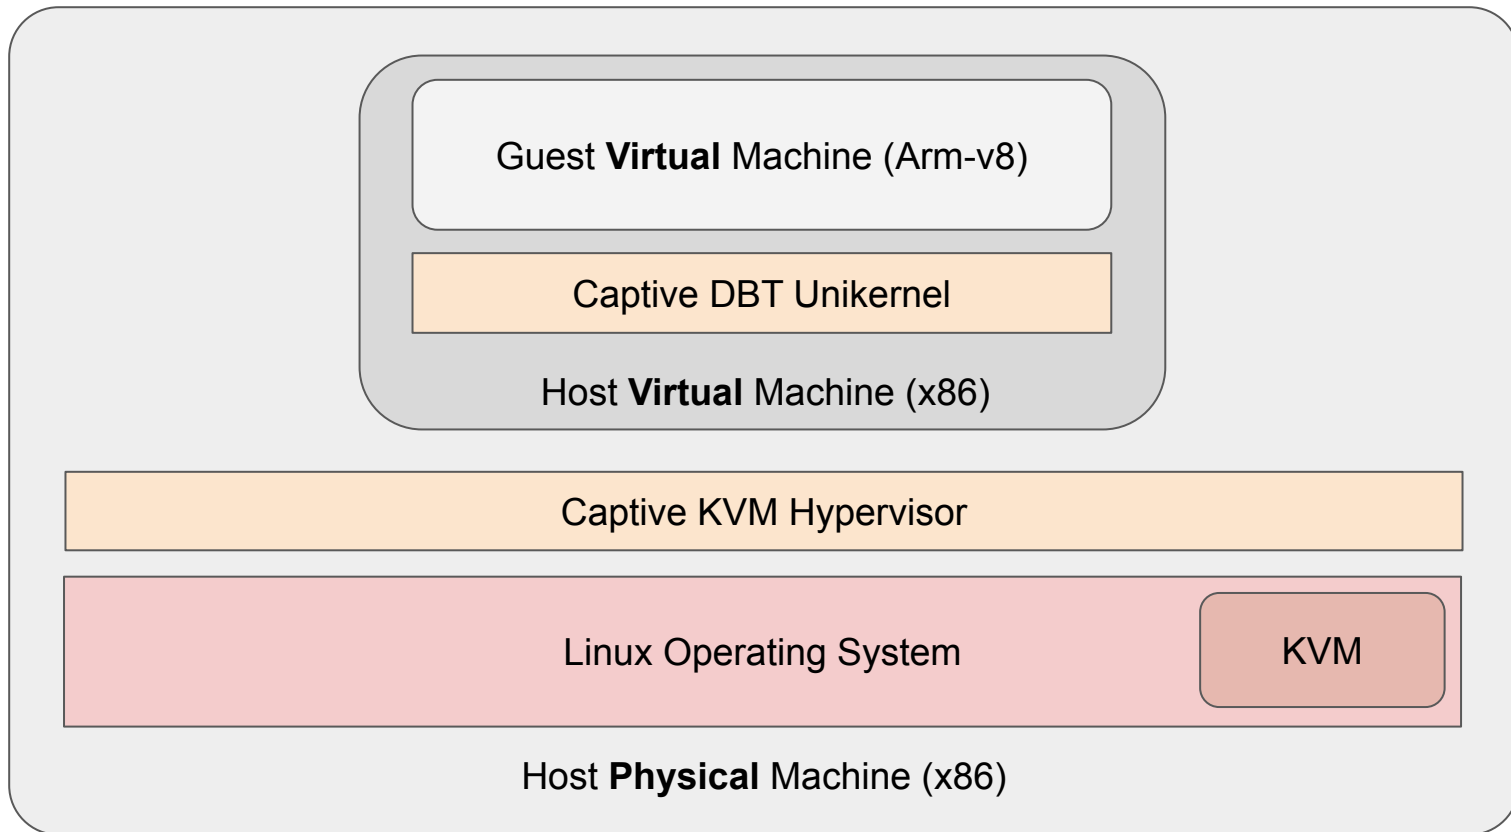 Guest Virtual Machine (Arm-v8)
Captive DBT Unikernel
Host Virtual Machine (x86)
Captive KVM Hypervisor
Linux Operating System
KVM
Host Physical Machine (x86)